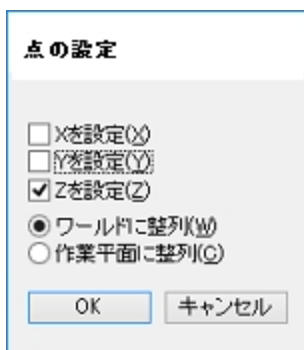 点の設定
Xを設定(X)
Yを設定(Y)
Zを設定(Z)
ワールドに整列(W)
作業平面に整列(C)
OK
キャンセル